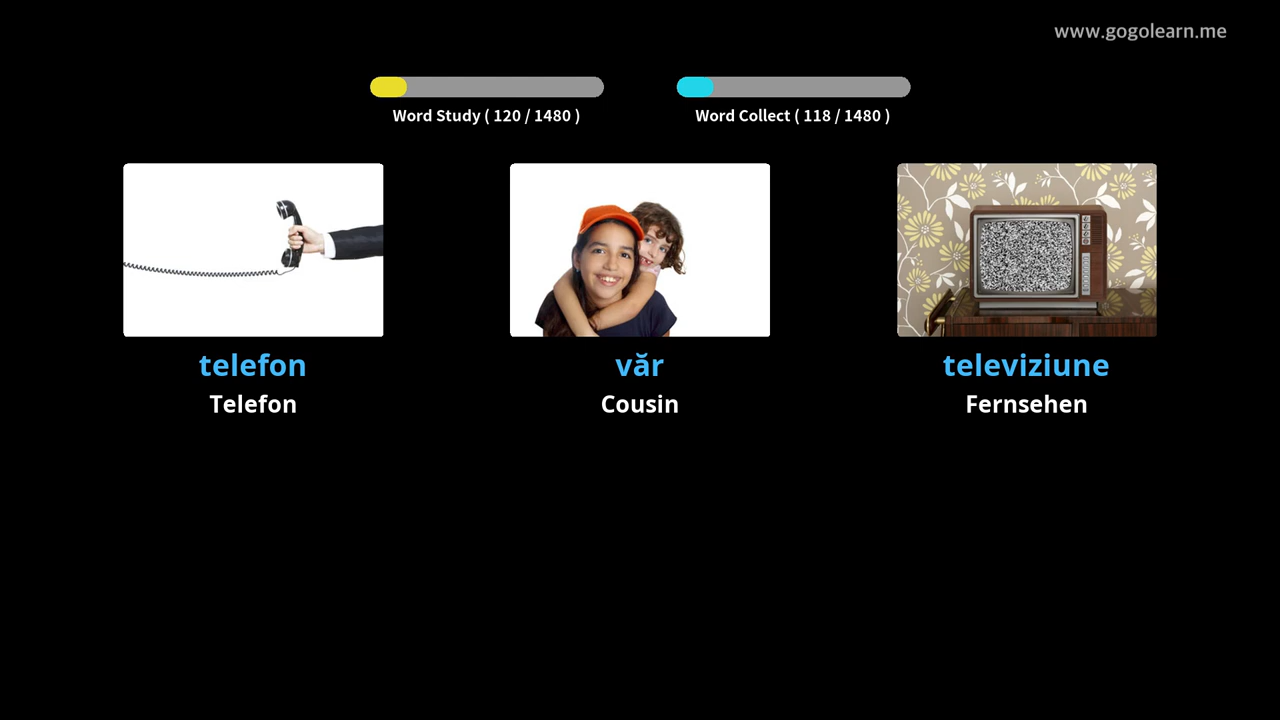 www.gogolearn.me
Word Study ( 120 / 1480 )
Word Collect ( 118 / 1480 )
telefon
Telefon
văr
Cousin
televiziune
Fernsehen